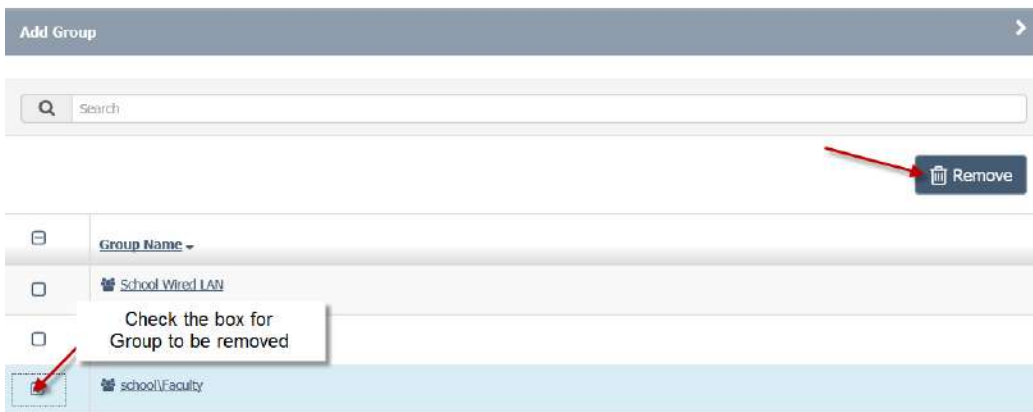 Add Group
Search
Remove
Group Name
School Wired LAN
Check the box for
Group to be removed
school\Faculty